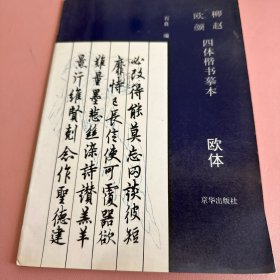 柳赵
欧颜
四体楷书摹本
欧体
京华出版社
编
必改得能莫忘罔談彼短
靡恃己長信使可覆器欲
難量墨悲絲染詩讚羔羊
景行維賢剋念作聖德建